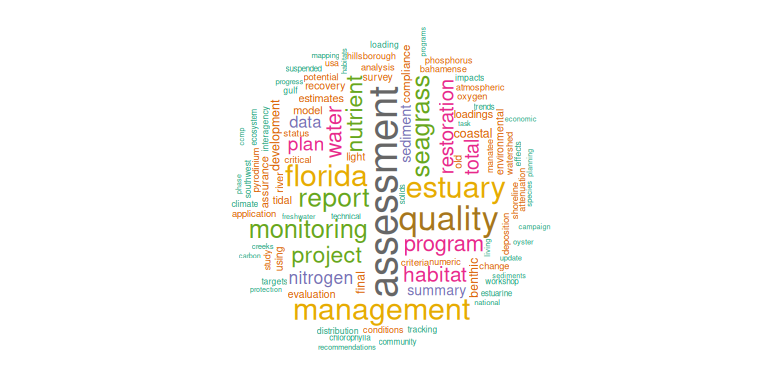 programs
loading
habitats
mapping
hillsborough
usa
compliance
phosphorus
suspended
analysis
bahamense
progress
potential
survey
impacts
gulf
recovery
atmospheric
estimates
nutrient
seagrass
oxygen
model
water
assessment
restoration
trends
development
data
sediment
loadings
economic
ccmp
ecosystem
interagency
status
total
coastal
task
environmental
plan
critical
light
old
manatee
watershed
effects
planning
southwest
pyrodinium
assurance
river
florida
estuary
phase
climate
tidal
report
solids
shoreline
attenuation
species
application
freshwater
technical
quality
deposition
campaign
monitoring
creeks
program
living
oyster
carbon
study
using
project
criteria
numeric
benthic
change
update
sediments
targets
nitrogen
final
habitat
workshop
protection
evaluation
summary
estuarine
management
national
distribution
conditions
tracking
chlorophylla
community
recommendations